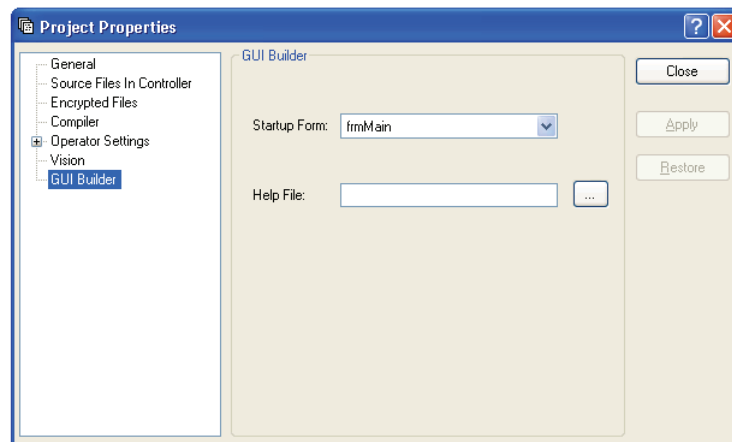 Project Properties
General
Source Files In Controller
Encrypted Files
Compiler
Operator Settings
Vision
GUI Builder
GUI Builder
Startup Form: frmMain
Help File: ...
Close
Apply
Restore